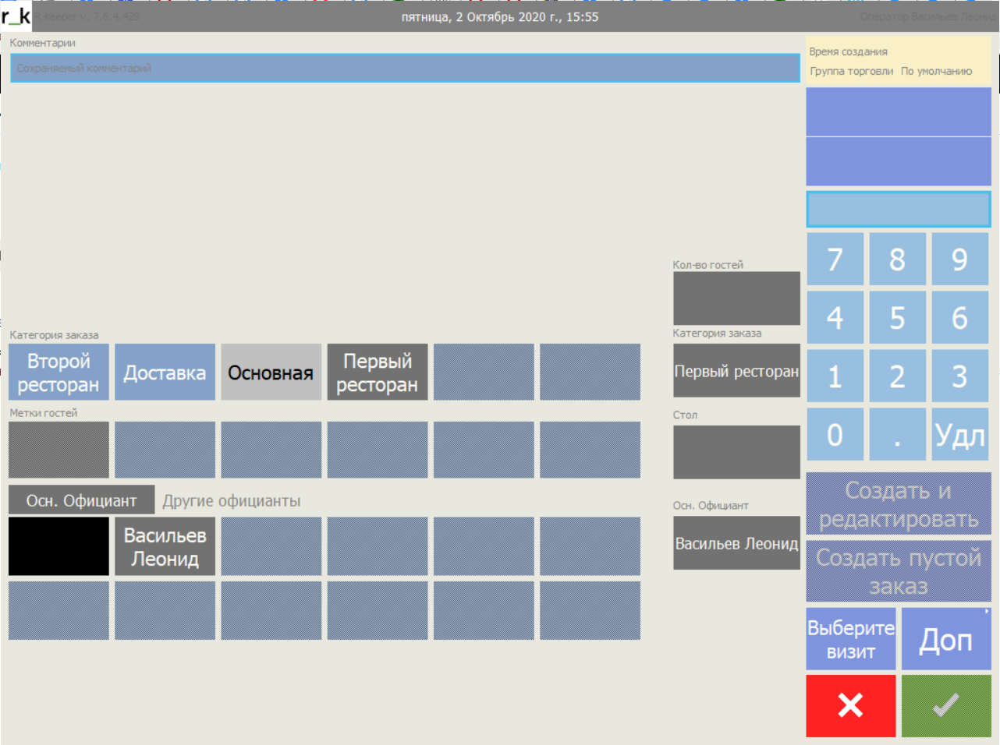 r_k R-keeper v. 7.6.4.429
пятница, 2 Октябрь 2020 г., 15:55
Оператор Васильев Леонид
Комментарии
Сохраняемый комментарий
Время создания
Группа торговли По умолчанию
7 8 9
4 5 6
1 2 3
0 . Удл
Кол-во гостей
Категория заказа
Первый ресторан
Стол
Осн. Официант
Васильев Леонид
Категория заказа
Второй
ресторан
Доставка
Основная
Первый
ресторан
Метки гостей
Осн. Официант
Другие официанты
Васильев
Леонид
Создать и
редактировать
Создать пустой
заказ
Выберите
визит
Доп